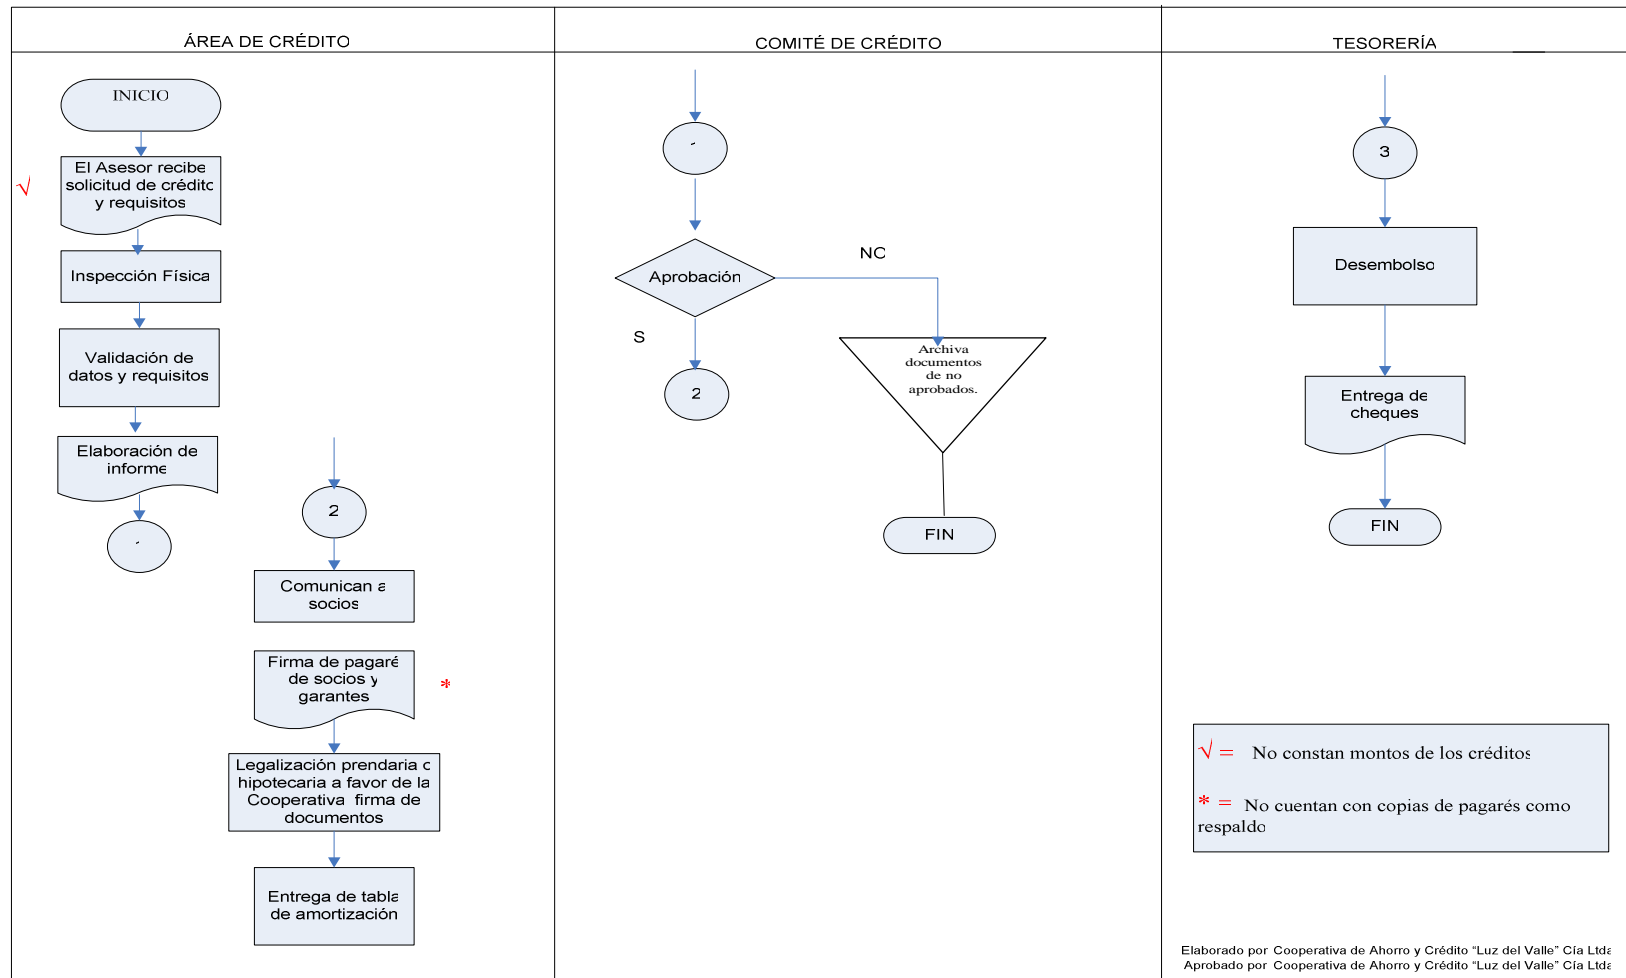 ÁREA DE CRÉDITO
INICIO
√
El Asesor recibe
solicitud de crédito
y requisitos
Inspección Física
Validación de
datos y requisitos
Elaboración de
informe
2
Comunican a
socios
Firma de pagaré
de socios y
garantes
*
Legalización prendaria o
hipotecaria a favor de la
Cooperativa firma de
documentos
Entrega de tabla
de amortización
COMITÉ DE CRÉDITO
Aprobación
NO
S
2
Archiva
documentos
de no
aprobados.
FIN
TESORERÍA
3
Desembolso
Entrega de
cheques
FIN
√ = No constan montos de los créditos
* = No cuentan con copias de pagarés como
respaldo
Elaborado por Cooperativa de Ahorro y Crédito “Luz del Valle” Cía Ltda
Aprobado por Cooperativa de Ahorro y Crédito “Luz del Valle” Cía Ltda